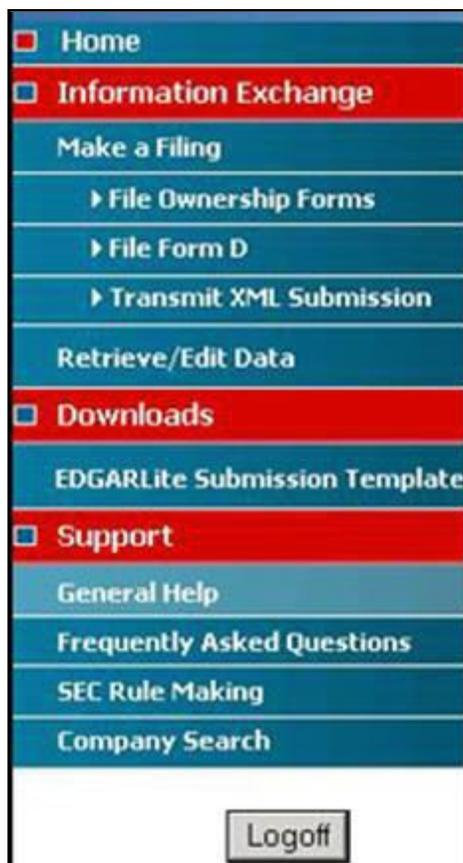 Home
Information Exchange
Make a Filing
File Ownership Forms
File Form D
Transmit XML Submission
Retrieve/Edit Data
Downloads
EDGARLite Submission Template
Support
General Help
Frequently Asked Questions
SEC Rule Making
Company Search
Logoff